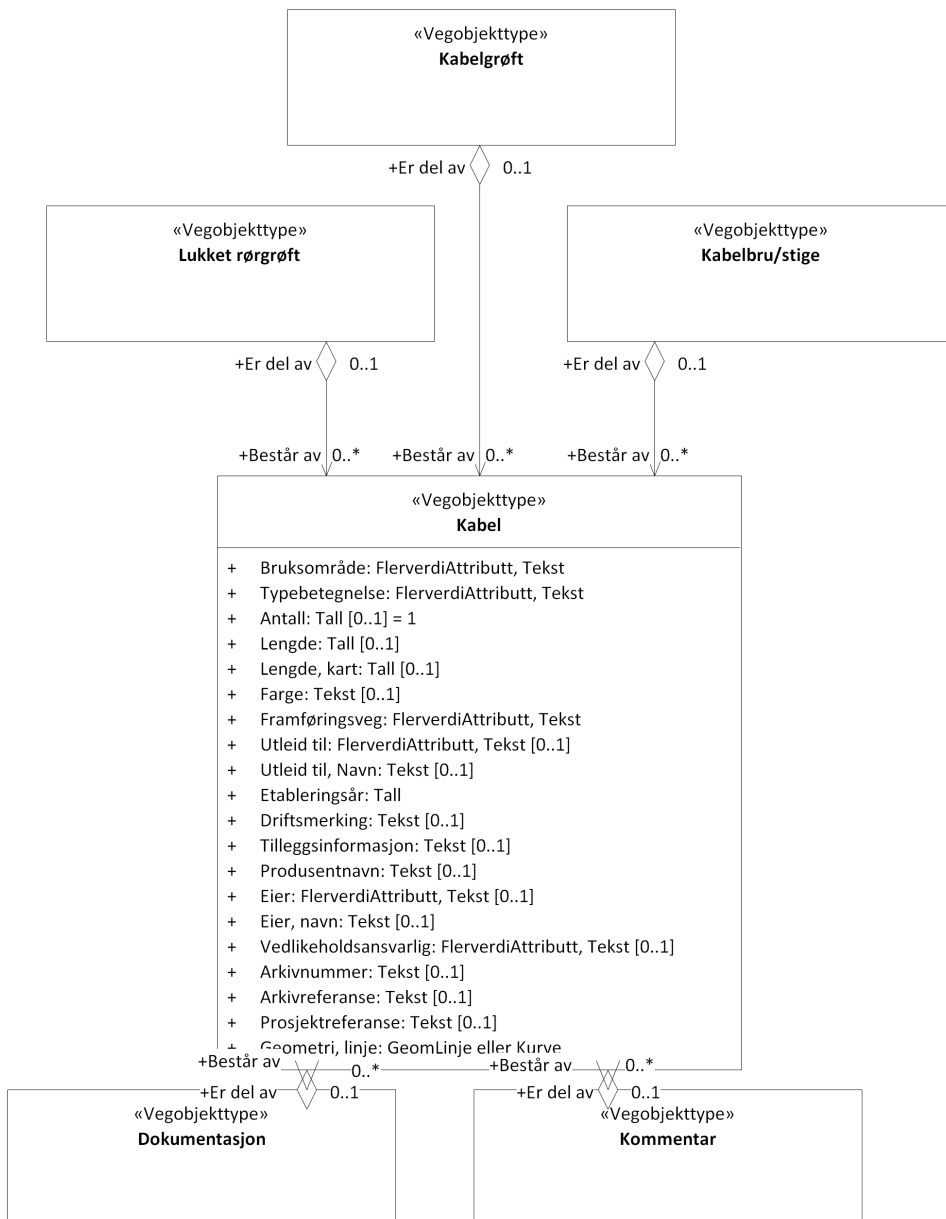 «Vegobjekttype»
Kabelgrøft
+Er del av 0..1
«Vegobjekttype»
Lukket rørgrøft
«Vegobjekttype»
Kabelbru/stige
+Er del av 0..1
+Er del av 0..1
+Består av 0..*
+Består av 0..*
+Består av 0..*
«Vegobjekttype»
Kabel
+ Bruksområde: FlerverdiAttributt, Tekst
+ Typebetegnelse: FlerverdiAttributt, Tekst
+ Antall: Tall [0..1] = 1
+ Lengde: Tall [0..1]
+ Lengde, kart: Tall [0..1]
+ Farge: Tekst [0..1]
+ Framføringsveg: FlerverdiAttributt, Tekst
+ Utleid til: FlerverdiAttributt, Tekst [0..1]
+ Utleid til, Navn: Tekst [0..1]
+ Etableringsår: Tall
+ Driftsmerking: Tekst [0..1]
+ Tilleggsinformasjon: Tekst [0..1]
+ Produsentnavn: Tekst [0..1]
+ Eier: FlerverdiAttributt, Tekst [0..1]
+ Eier, navn: Tekst [0..1]
+ Vedlikeholdsansvarlig: FlerverdiAttributt, Tekst [0..1]
+ Arkivnummer: Tekst [0..1]
+ Arkivreferanse: Tekst [0..1]
+ Prosjektreferanse: Tekst [0..1]
+ Geometri, linje: GeomLinje eller Kurve
+Består av 0..*
+Består av 0..*
+Er del av 0..1
+Er del av 0..1
«Vegobjekttype»
Dokumentasjon
«Vegobjekttype»
Kommentar